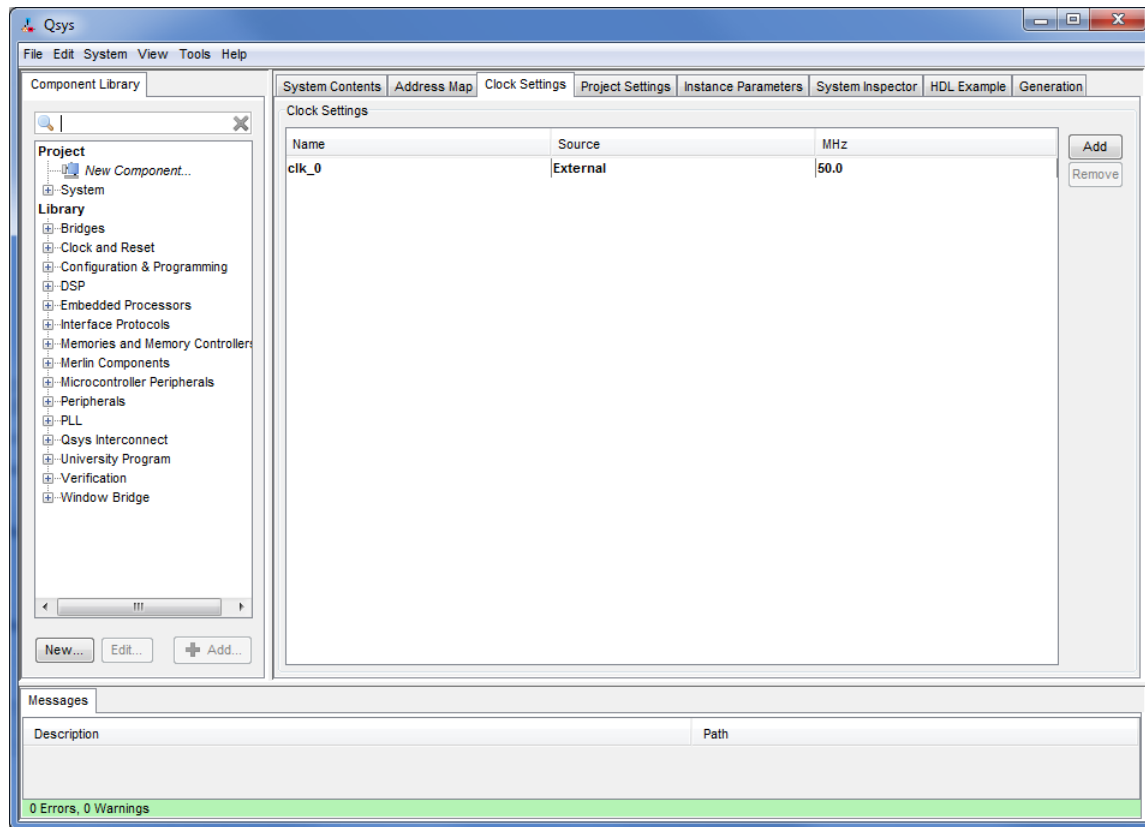 Qsys
File Edit System View Tools Help
Component Library
Project
New Component...
System
Library
Bridges
Clock and Reset
Configuration & Programming
DSP
Embedded Processors
Interface Protocols
Memories and Memory Controllers
Merlin Components
Microcontroller Peripherals
Peripherals
PLL
Qsys Interconnect
University Program
Verification
Window Bridge
New... Edit... Add...
System Contents Address Map Clock Settings Project Settings Instance Parameters System Inspector HDL Example Generation
Clock Settings
Name Source MHz
clk_0 External 50.0
Add
Remove
Messages
Description Path
0 Errors, 0 Warnings